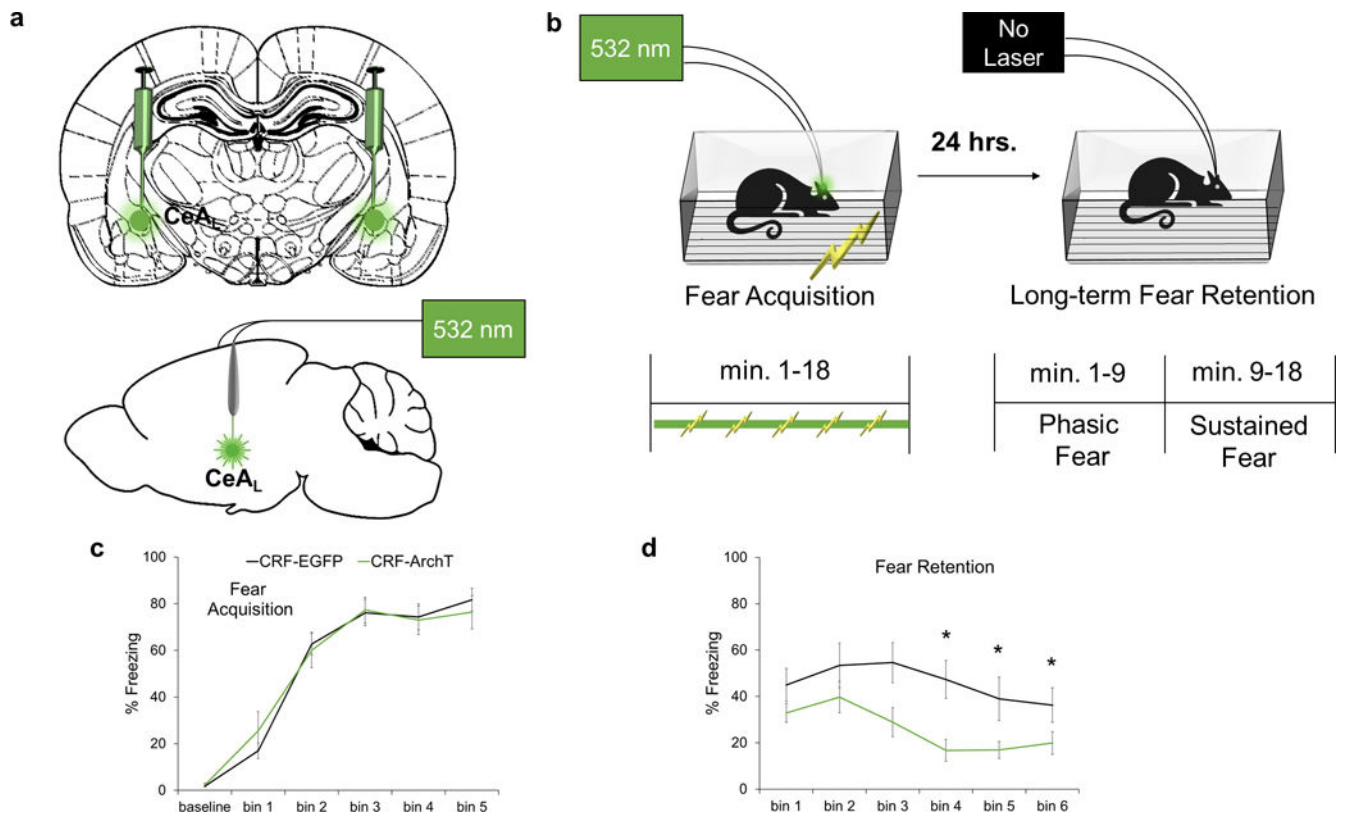 a
CeA_L
532 nm
CeA_L
b
532 nm
No
Laser
24 hrs.
Fear Acquisition
Long-term Fear Retention
min. 1-18
min. 1-9
min. 9-18
Phasic
Fear
Sustained
Fear
c
CRF-EGFP
CRF-ArchT
Fear
Acquisition
% Freezing
100
80
60
40
20
0
baseline bin 1 bin 2 bin 3 bin 4 bin 5
d
Fear Retention
% Freezing
100
80
60
40
20
0
* * *
bin 1 bin 2 bin 3 bin 4 bin 5 bin 6